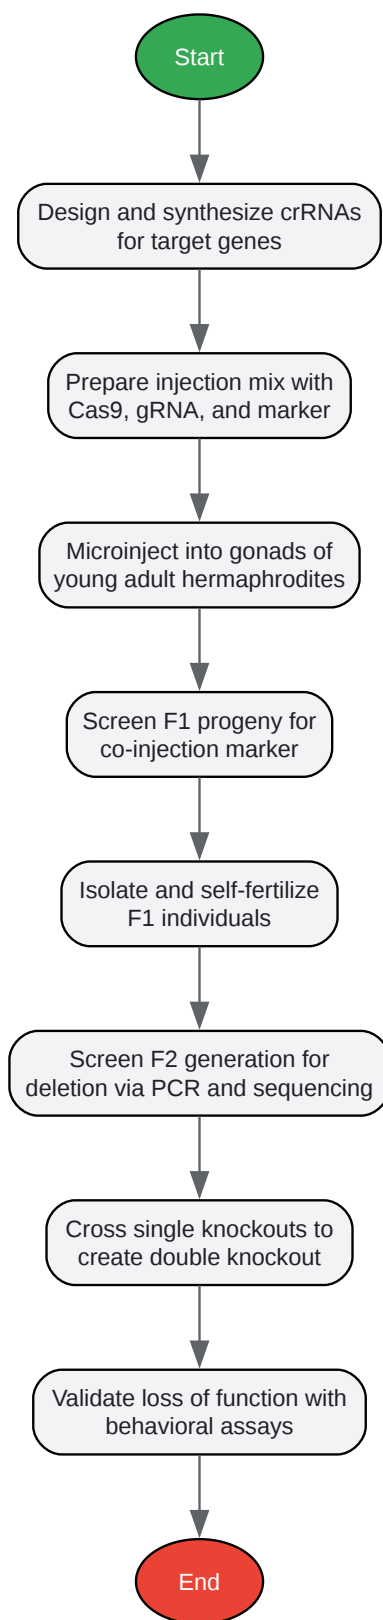 Start
Design and synthesize crRNAs
for target genes
Prepare injection mix with
Cas9, gRNA, and marker
Microinject into gonads of
young adult hermaphrodites
Screen F1 progeny for
co-injection marker
Isolate and self-fertilize
F1 individuals
Screen F2 generation for
deletion via PCR and sequencing
Cross single knockouts to
create double knockout
Validate loss of function with
behavioral assays
End